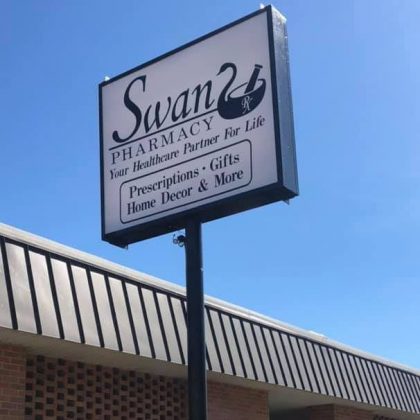 Swan
Rx
PHARMACY
Your Healthcare Partner For Life
Prescriptions · Gifts
Home Decor & More